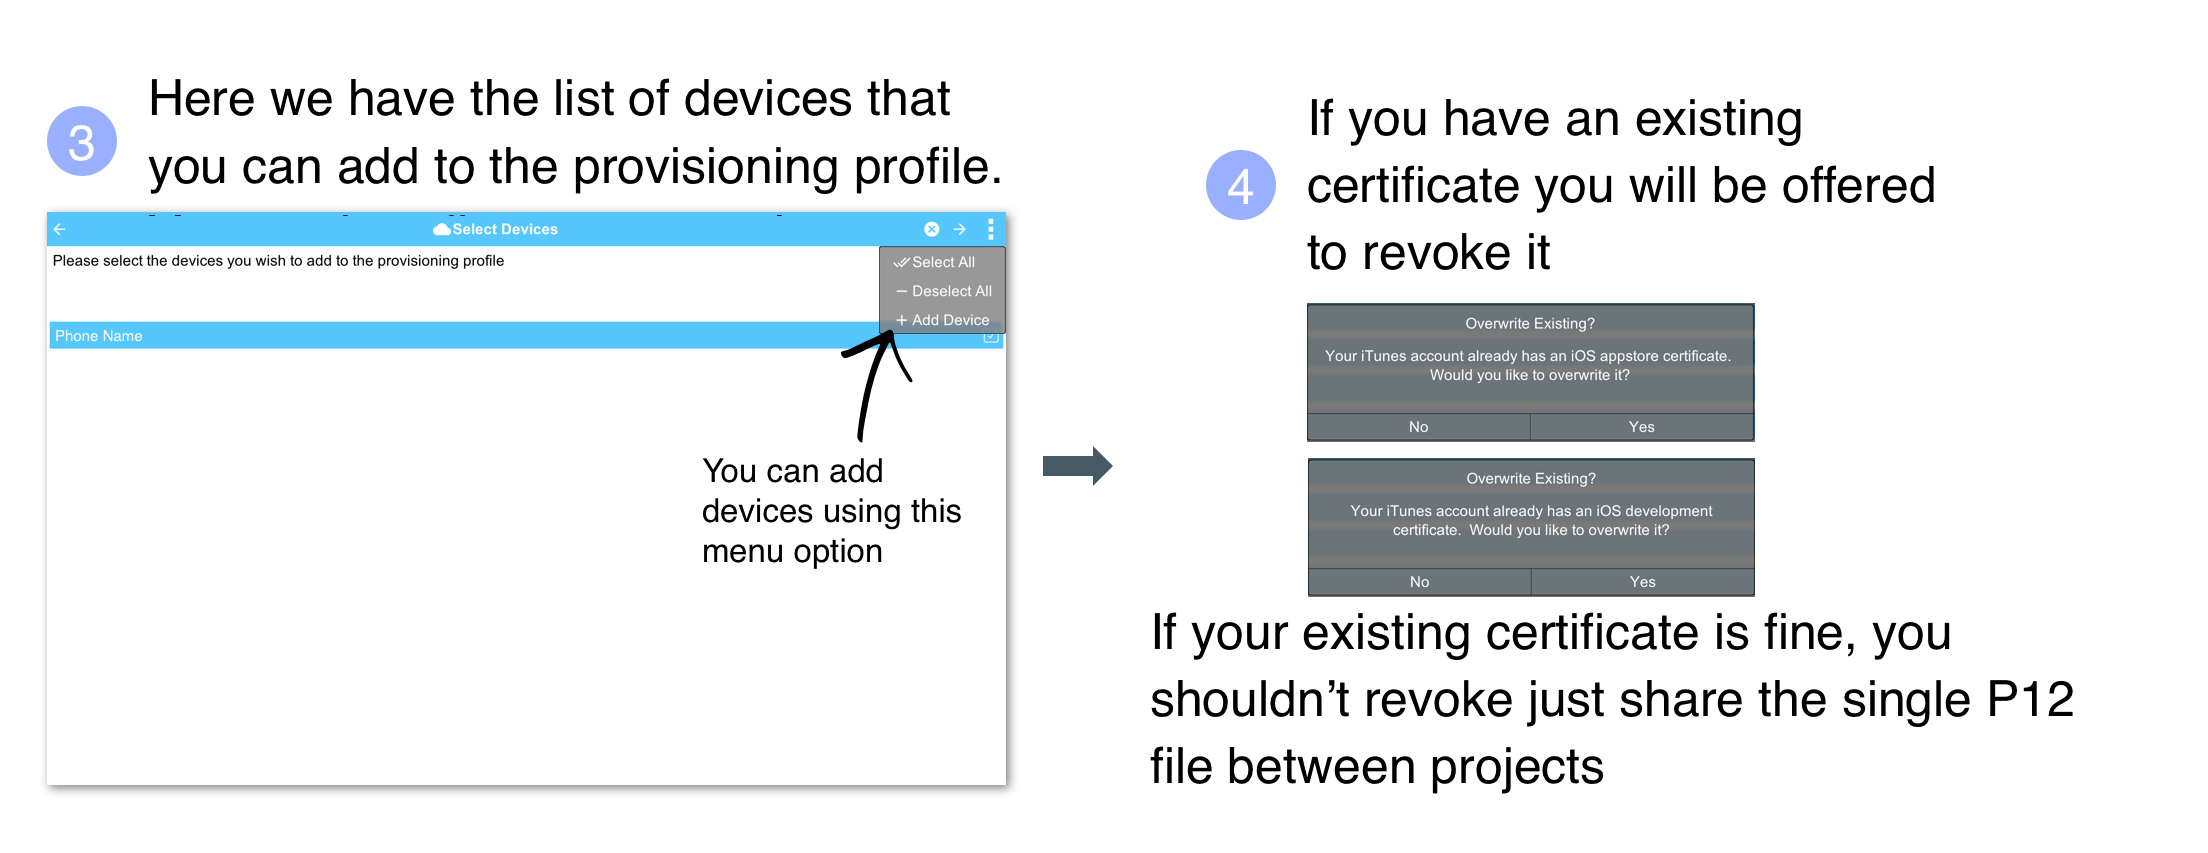 3
Here we have the list of devices that
you can add to the provisioning profile.
Select Devices
Please select the devices you wish to add to the provisioning profile
Select All
Deselect All
Add Device
Phone Name
You can add
devices using this
menu option
4
If you have an existing
certificate you will be offered
to revoke it
Overwrite Existing?
Your iTunes account already has an iOS appstore certificate.
Would you like to overwrite it?
No Yes
Overwrite Existing?
Your iTunes account already has an iOS development
certificate.  Would you like to overwrite it?
No Yes
If your existing certificate is fine, you
shouldn’t revoke just share the single P12
file between projects